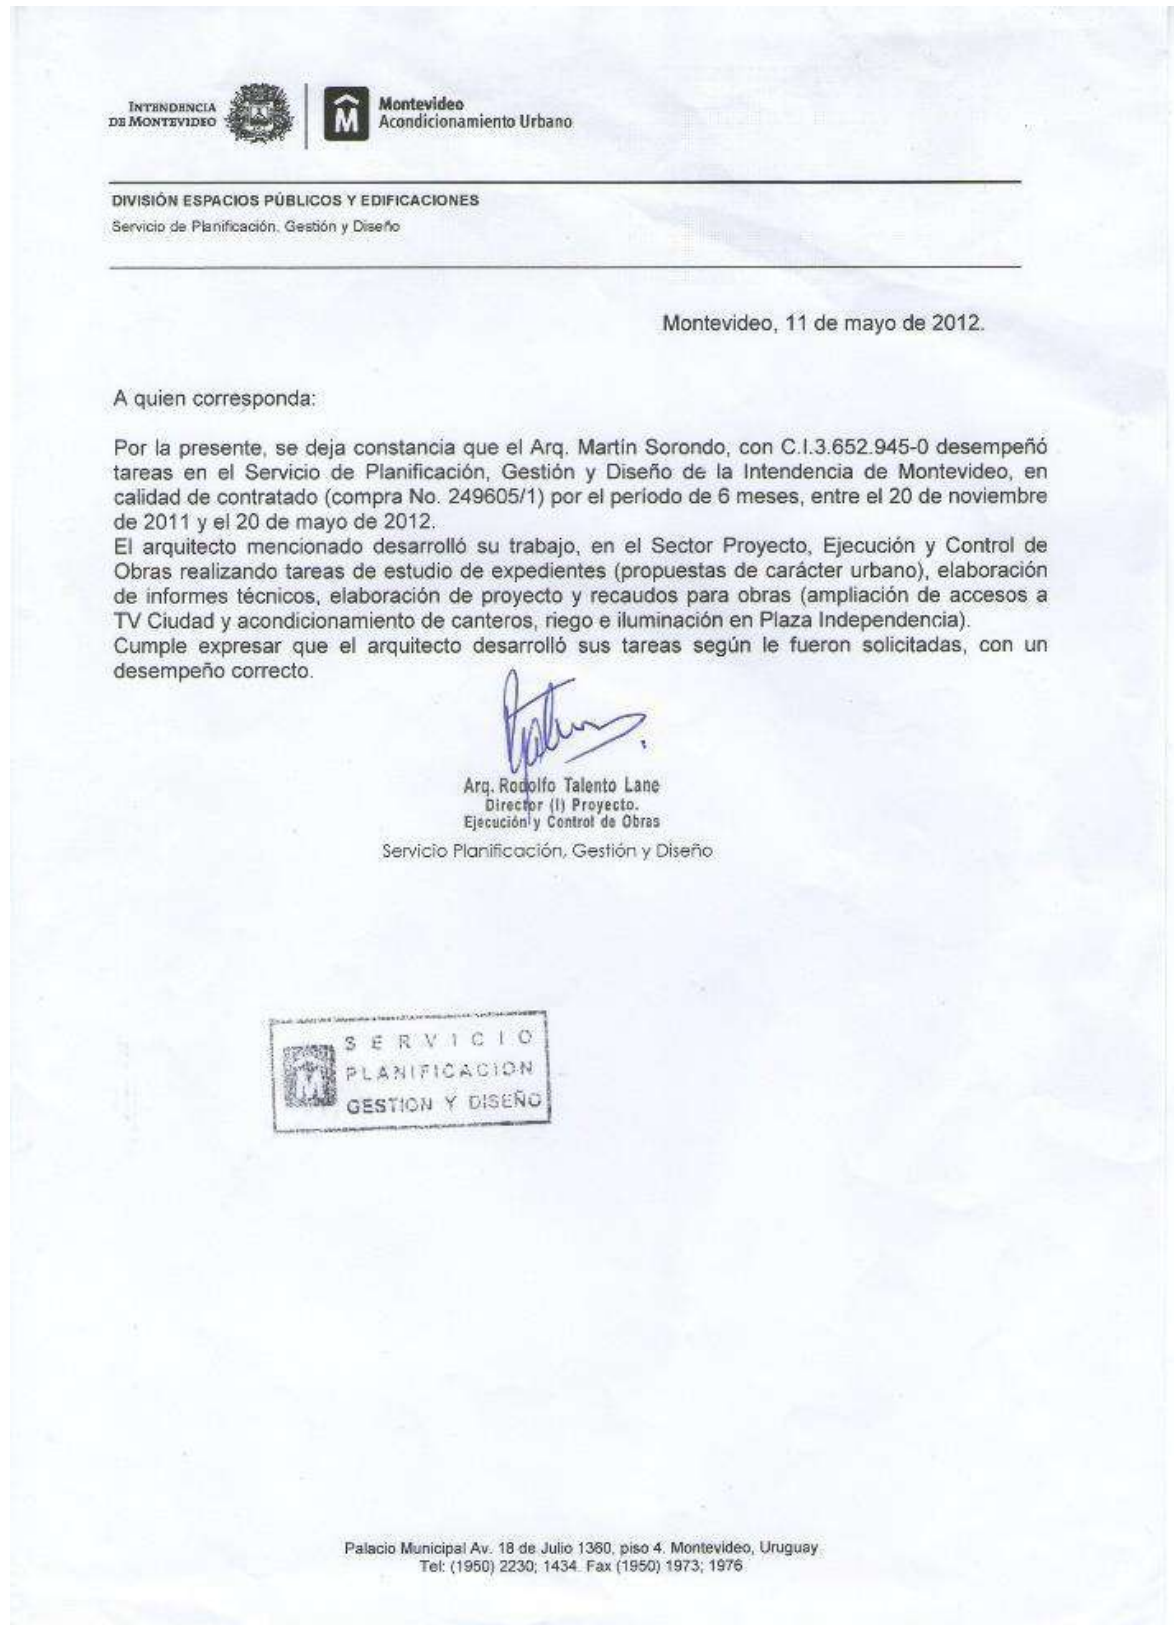 INTENDENCIA
DE MONTEVIDEO
Montevideo
Acondicionamiento Urbano
DIVISIÓN ESPACIOS PÚBLICOS Y EDIFICACIONES
Servicio de Planificación, Gestión y Diseño
Montevideo, 11 de mayo de 2012.
A quien corresponda:
Por la presente, se deja constancia que el Arq. Martín Sorondo, con C.I.3.652.945-0 desempeñó
tareas en el Servicio de Planificación, Gestión y Diseño de la Intendencia de Montevideo, en
calidad de contratado (compra No. 249605/1) por el período de 6 meses, entre el 20 de noviembre
de 2011 y el 20 de mayo de 2012.
El arquitecto mencionado desarrolló su trabajo, en el Sector Proyecto, Ejecución y Control de
Obras realizando tareas de estudio de expedientes (propuestas de carácter urbano), elaboración
de informes técnicos, elaboración de proyecto y recaudos para obras (ampliación de accesos a
TV Ciudad y acondicionamiento de canteros, riego e iluminación en Plaza Independencia).
Cumple expresar que el arquitecto desarrolló sus tareas según le fueron solicitadas, con un
desempeño correcto.
Arq. Rodolfo Talento Lane
Director (I) Proyecto.
Ejecución y Control de Obras
Servicio Planificación, Gestión y Diseño
SERVICIO
PLANIFICACION
GESTION Y DISEÑO
Palacio Municipal Av. 18 de Julio 1360, piso 4. Montevideo, Uruguay
Tel: (1950) 2230; 1434. Fax (1950) 1973; 1976